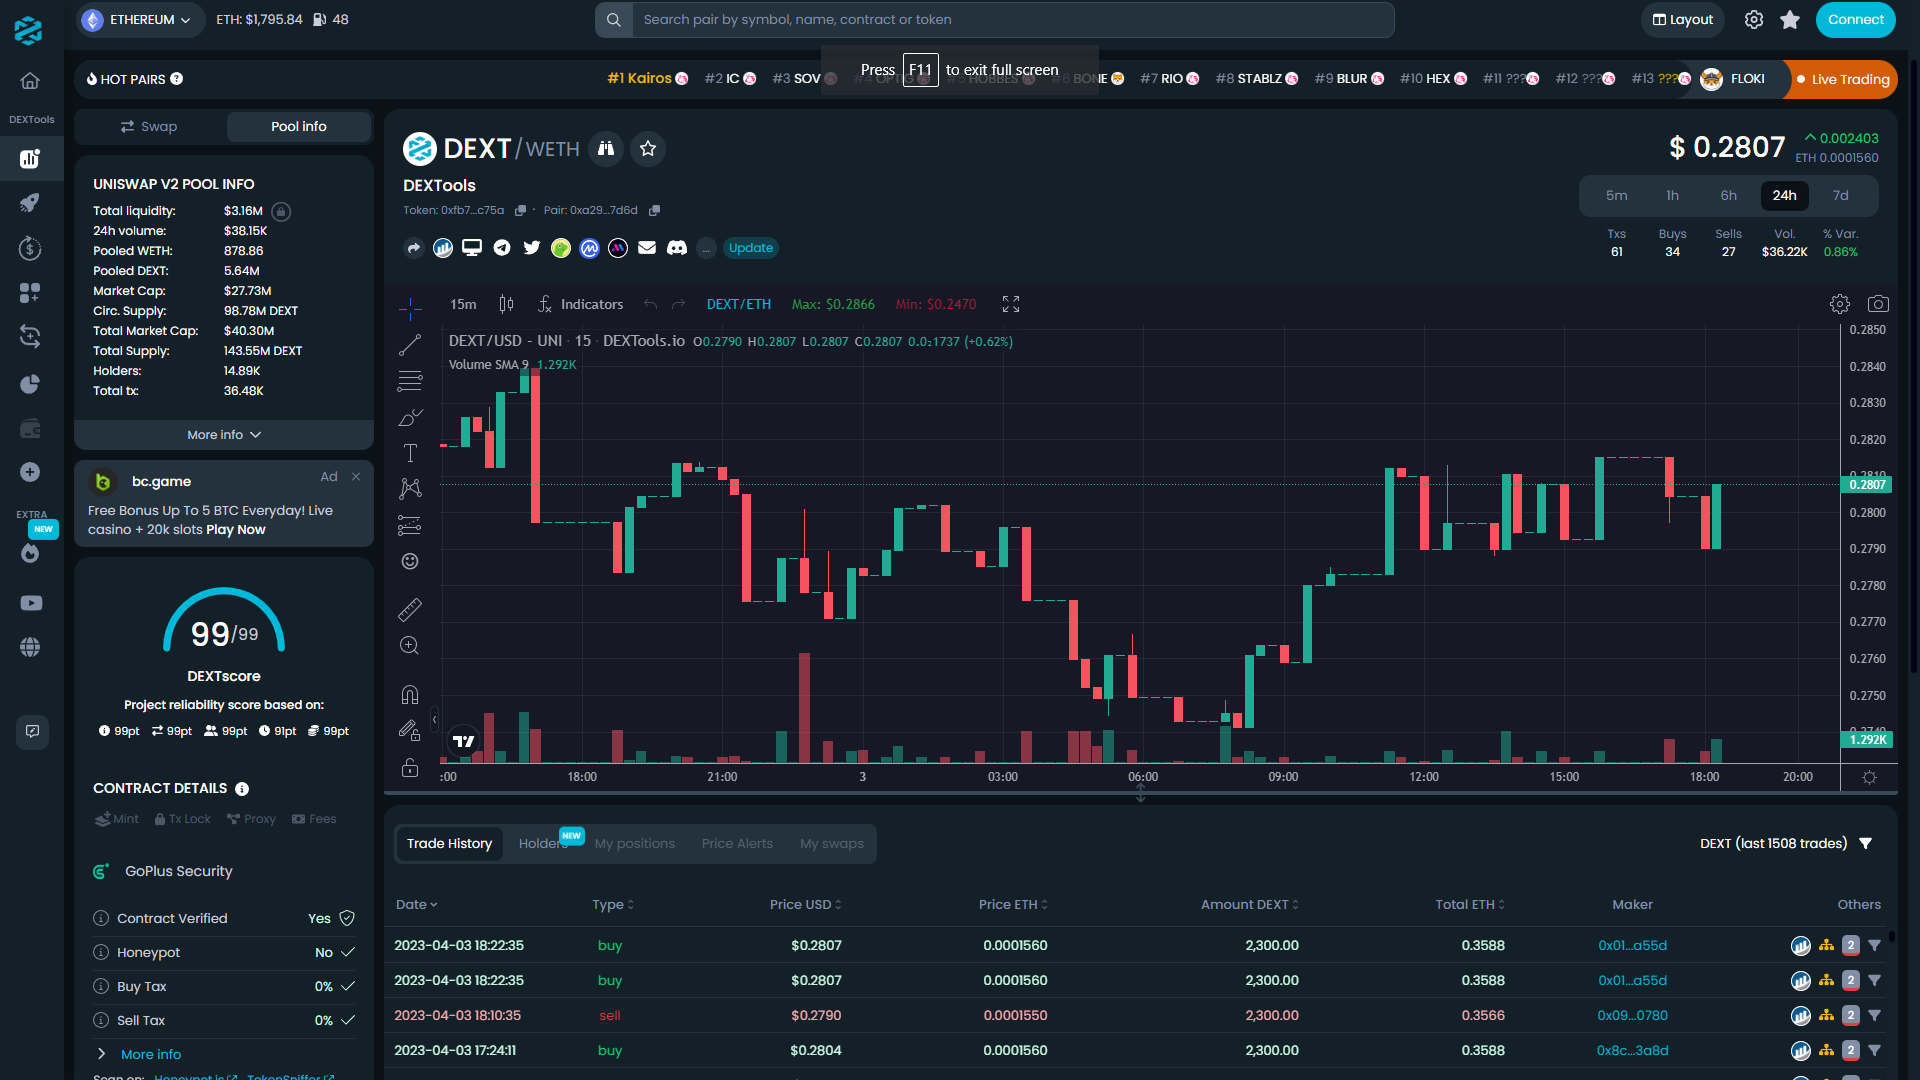 ETHEREUM
ETH: $1,795.84
48
Search pair by symbol, name, contract or token
Layout
Connect
Press F11 to exit full screen
HOT PAIRS
#1 Kairos
#2 IC
#3 SOV
#5 HOBBES
#6 BONE
#7 RIO
#8 STABLZ
#9 BLUR
#10 HEX
#11 ???
#12 ???
#13 ???
FLOKI
Live Trading
DEXTools
Swap
Pool info
UNISWAP V2 POOL INFO
Total liquidity: $3.16M
24h volume: $38.15K
Pooled WETH: 878.86
Pooled DEXT: 5.64M
Market Cap: $27.73M
Circ. Supply: 98.78M DEXT
Total Market Cap: $40.30M
Total Supply: 143.55M DEXT
Holders: 14.89K
Total tx: 36.48K
More info
bc.game
Ad
Free Bonus Up To 5 BTC Everyday! Live
casino + 20k slots Play Now
EXTRA
NEW
99/99
DEXTscore
Project reliability score based on:
99pt 99pt 99pt 91pt 99pt
CONTRACT DETAILS
Mint Tx Lock Proxy Fees
GoPlus Security
Contract Verified Yes
Honeypot No
Buy Tax 0%
Sell Tax 0%
More info
Scan on: Honeypot.is TokenSniffer
DEXT/WETH
DEXTools
Token: 0xfb7...c75a · Pair: 0xa29...7d6d
...
Update
$ 0.2807
0.002403
ETH 0.0001560
5m 1h 6h 24h 7d
Txs Buys Sells Vol. % Var.
61 34 27 $36.22K 0.86%
15m
Indicators
DEXT/ETH
Max: $0.2866
Min: $0.2470
DEXT/USD - UNI · 15 · DEXTools.io O0.2790 H0.2807 L0.2807 C0.2807 0.0₂1737 (+0.62%)
Volume SMA 9 1.292K
0.2850
0.2840
0.2830
0.2820
0.2810
0.2807
0.2800
0.2790
0.2780
0.2770
0.2760
0.2750
0.2740
1.292K
:00 18:00 21:00 3 03:00 06:00 09:00 12:00 15:00 18:00 20:00
Trade History
Holders
NEW
My positions
Price Alerts
My swaps
DEXT (last 1508 trades)
Date Type Price USD Price ETH Amount DEXT Total ETH Maker Others
2023-04-03 18:22:35 buy $0.2807 0.0001560 2,300.00 0.3588 0x01...a55d 2
2023-04-03 18:22:35 buy $0.2807 0.0001560 2,300.00 0.3588 0x01...a55d 2
2023-04-03 18:10:35 sell $0.2790 0.0001550 2,300.00 0.3566 0x09...0780 2
2023-04-03 17:24:11 buy $0.2804 0.0001560 2,300.00 0.3588 0x8c...3a8d 2